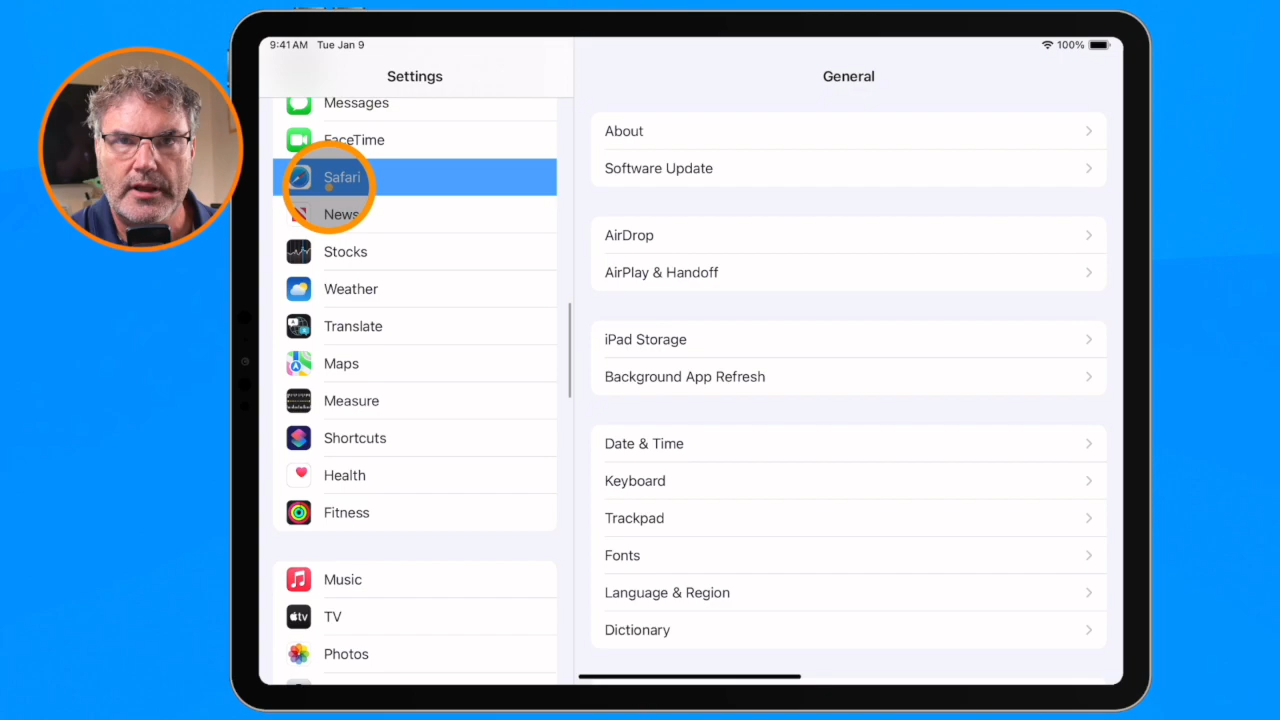 9:41 AM Tue Jan 9
100%
Settings
Messages
FaceTime
Safari
News
Stocks
Weather
Translate
Maps
Measure
Shortcuts
Health
Fitness
Music
tv
TV
Photos
General
About
Software Update
AirDrop
AirPlay & Handoff
iPad Storage
Background App Refresh
Date & Time
Keyboard
Trackpad
Fonts
Language & Region
Dictionary